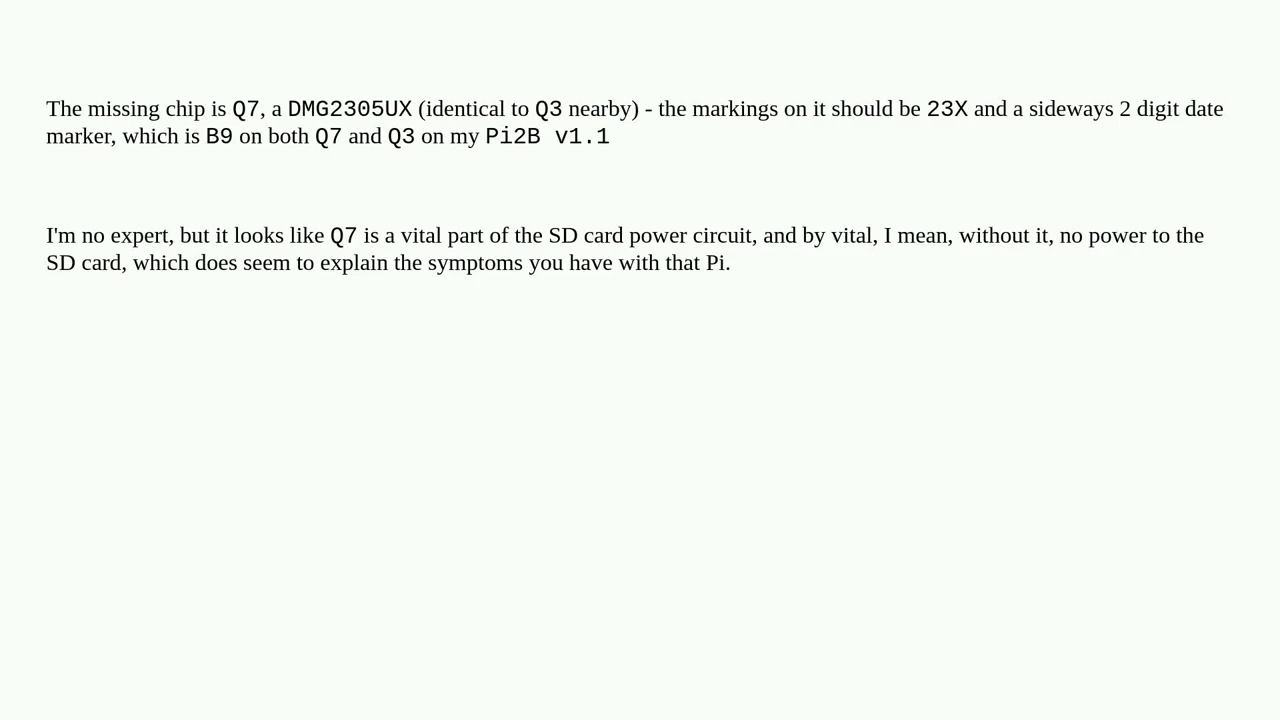 The missing chip is Q7, a DMG2305UX (identical to Q3 nearby) - the markings on it should be 23X and a sideways 2 digit date
marker, which is B9 on both Q7 and Q3 on my Pi2B v1.1
I'm no expert, but it looks like Q7 is a vital part of the SD card power circuit, and by vital, I mean, without it, no power to the
SD card, which does seem to explain the symptoms you have with that Pi.